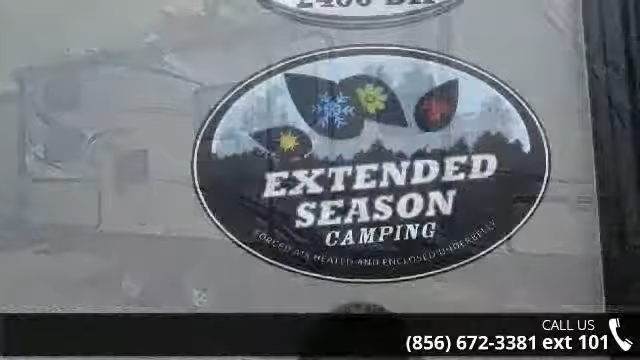 EXTENDED
SEASON
CAMPING
FORCED AIR HEATED AND ENCLOSED UNDERBELLY
CALL US
(856) 672-3381 ext 101